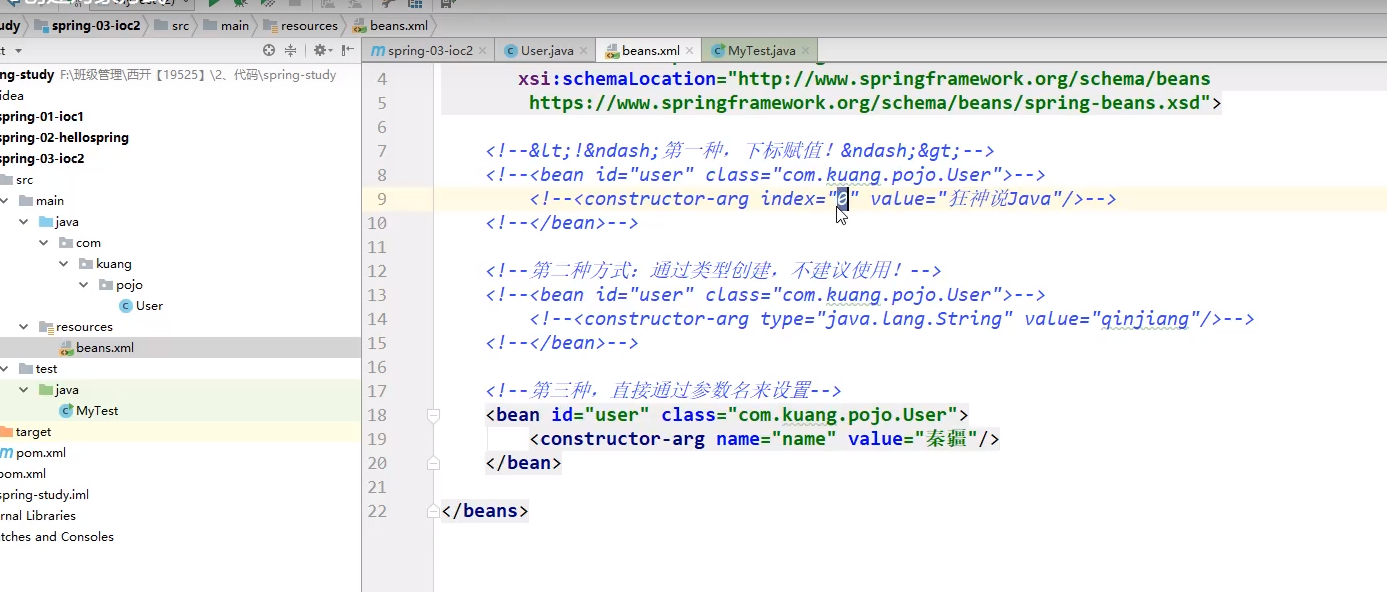 spring-03-ioc2 src main resources beans.xml
spring-03-ioc2 User.java beans.xml MyTest.java
ng-study F:\班级管理\西开【19525】\2、代码\spring-study
idea
spring-01-ioc1
spring-02-hellospring
spring-03-ioc2
src
main
java
com
kuang
pojo
User
resources
beans.xml
test
java
MyTest
target
pom.xml
pom.xml
spring-study.iml
rnal Libraries
tches and Consoles
4 xsi:schemaLocation="http://www.springframework.org/schema/beans
5 https://www.springframework.org/schema/beans/spring-beans.xsd">
6
7 <!--&lt;!&ndash;第一种，下标赋值！&ndash;&gt;-->
8 <!--<bean id="user" class="com.kuang.pojo.User">-->
9 <!--<constructor-arg index="0" value="狂神说Java"/>-->
10 <!--</bean>-->
11
12 <!--第二种方式：通过类型创建，不建议使用！-->
13 <!--<bean id="user" class="com.kuang.pojo.User">-->
14 <!--<constructor-arg type="java.lang.String" value="qinjiang"/>-->
15 <!--</bean>-->
16
17 <!--第三种，直接通过参数名来设置-->
18 <bean id="user" class="com.kuang.pojo.User">
19 <constructor-arg name="name" value="秦疆"/>
20 </bean>
21
22 </beans>